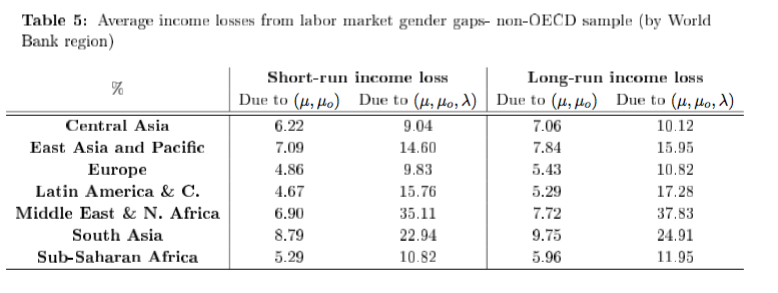 Table 5: Average income losses from labor market gender gaps- non-OECD sample (by World
Bank region)
% Short-run income loss Long-run income loss
Due to (μ, μₒ) Due to (μ, μₒ, λ) Due to (μ, μₒ) Due to (μ, μₒ, λ)
Central Asia 6.22 9.04 7.06 10.12
East Asia and Pacific 7.09 14.60 7.84 15.95
Europe 4.86 9.83 5.43 10.82
Latin America & C. 4.67 15.76 5.29 17.28
Middle East & N. Africa 6.90 35.11 7.72 37.83
South Asia 8.79 22.94 9.75 24.91
Sub-Saharan Africa 5.29 10.82 5.96 11.95